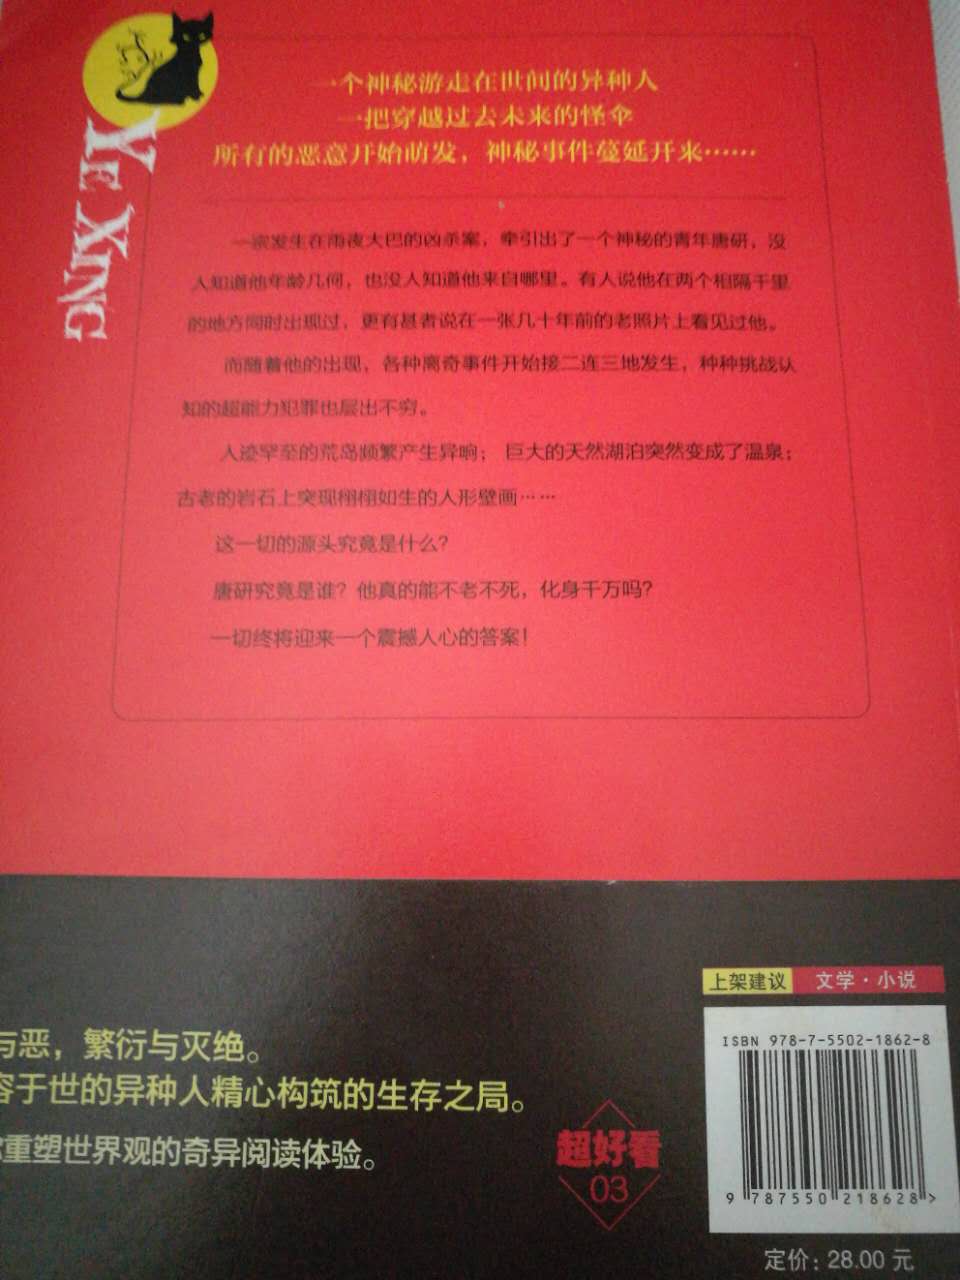 YE XING
一个神秘游走在世间的异种人
一把穿越过去未来的怪伞
所有的恶意开始萌发，神秘事件蔓延开来……
一宗发生在雨夜大巴的凶杀案，牵引出了一个神秘的青年唐研，没
人知道他年龄几何，也没人知道他来自哪里。有人说他在两个相隔千里
的地方同时出现过，更有甚者说在一张几十年前的老照片上看见过他。
而随着他的出现，各种离奇事件开始接二连三地发生，种种挑战认
知的超能力犯罪也层出不穷。
人迹罕至的荒岛频繁产生异响；巨大的天然湖泊突然变成了温泉；
古老的岩石上突现栩栩如生的人形壁画……
这一切的源头究竟是什么？
唐研究竟是谁？他真的能不老不死，化身千万吗？
一切终将迎来一个震撼人心的答案！
与恶，繁衍与灭绝。
容于世的异种人精心构筑的生存之局。
重塑世界观的奇异阅读体验。
超好看
03
上架建议 文学·小说
ISBN 978-7-5502-1862-8
9 787550 218628 >
定价：28.00 元